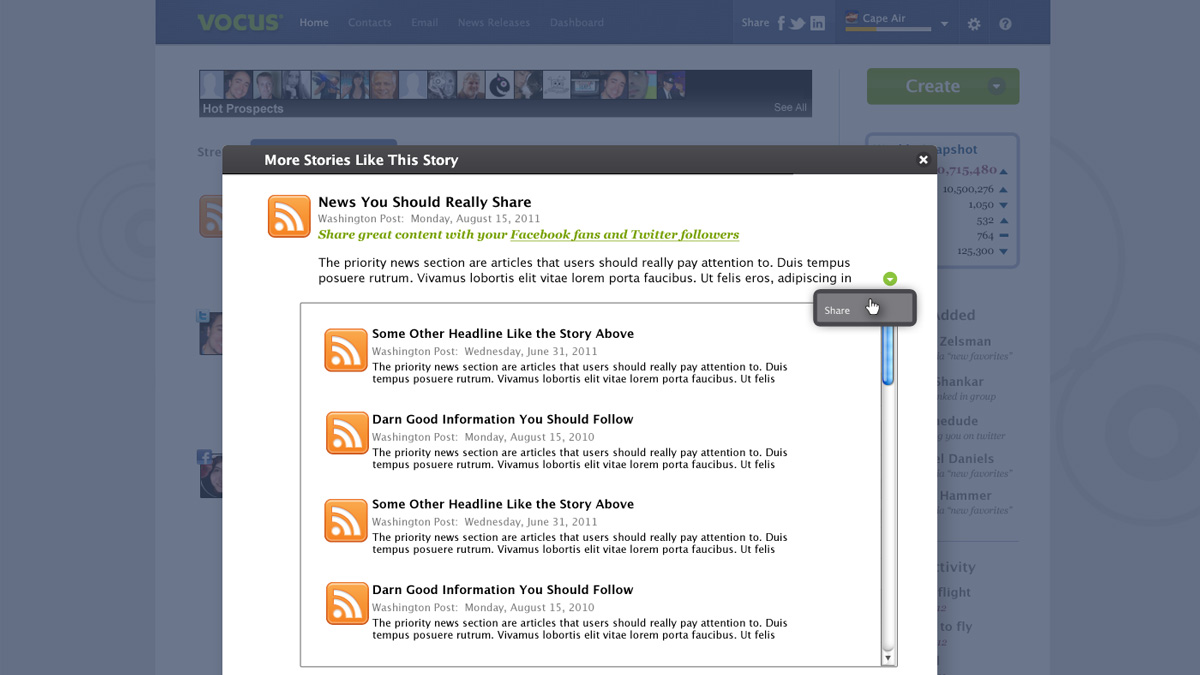 VOCUS
Home Contacts Email News Releases Dashboard
Share
Cape Air
Hot Prospects
See All
Create
More Stories Like This Story
News You Should Really Share
Washington Post: Monday, August 15, 2011
Share great content with your Facebook fans and Twitter followers
The priority news section are articles that users should really pay attention to. Duis tempus
posuere rutrum. Vivamus lobortis elit vitae lorem porta faucibus. Ut felis eros, adipiscing in
Share
Some Other Headline Like the Story Above
Washington Post: Wednesday, June 31, 2011
The priority news section are articles that users should really pay attention to. Duis
tempus posuere rutrum. Vivamus lobortis elit vitae lorem porta faucibus. Ut felis
Darn Good Information You Should Follow
Washington Post: Monday, August 15, 2010
The priority news section are articles that users should really pay attention to. Duis
tempus posuere rutrum. Vivamus lobortis elit vitae lorem porta faucibus. Ut felis
Some Other Headline Like the Story Above
Washington Post: Wednesday, June 31, 2011
The priority news section are articles that users should really pay attention to. Duis
tempus posuere rutrum. Vivamus lobortis elit vitae lorem porta faucibus. Ut felis
Darn Good Information You Should Follow
Washington Post: Monday, August 15, 2010
The priority news section are articles that users should really pay attention to. Duis
tempus posuere rutrum. Vivamus lobortis elit vitae lorem porta faucibus. Ut felis
10,500,276
1,050
532
764
125,300
Zelsman
"new favorites"
Shankar
in group
you on twitter
Daniels
"new favorites"
Hammer
"new favorites"
to fly